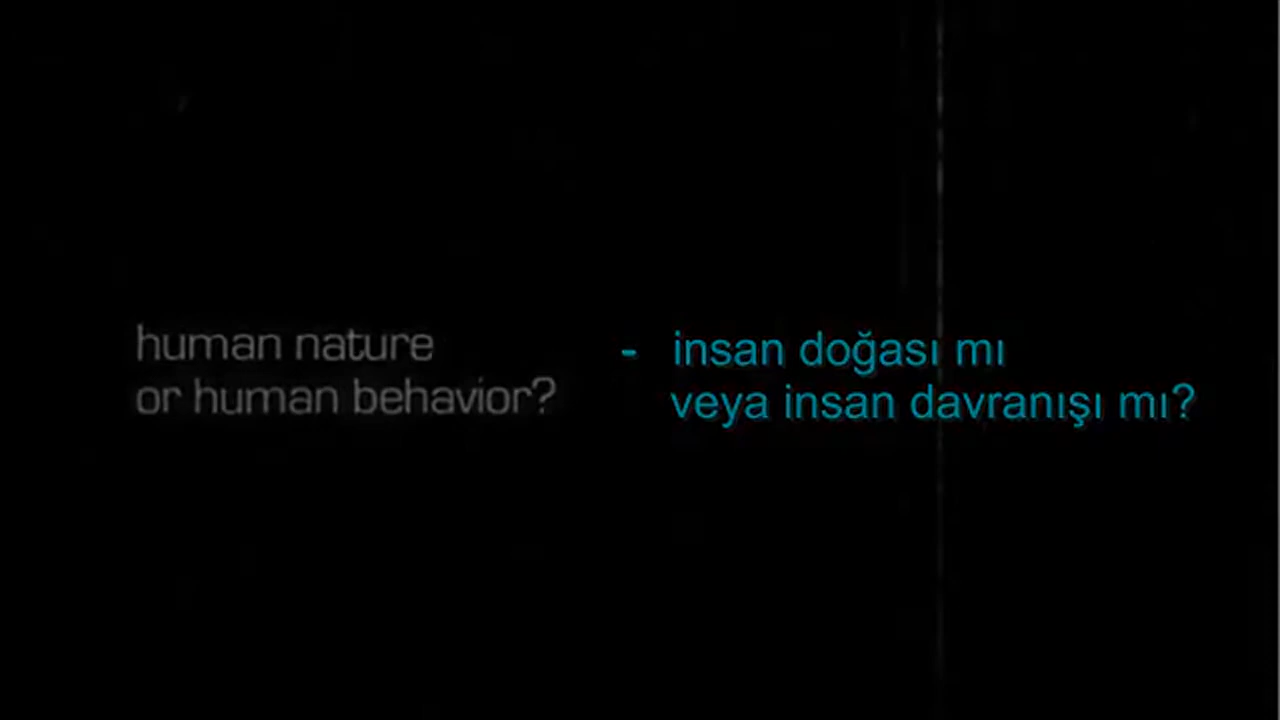 human nature
or human behavior?
- insan doğası mı
veya insan davranışı mı?